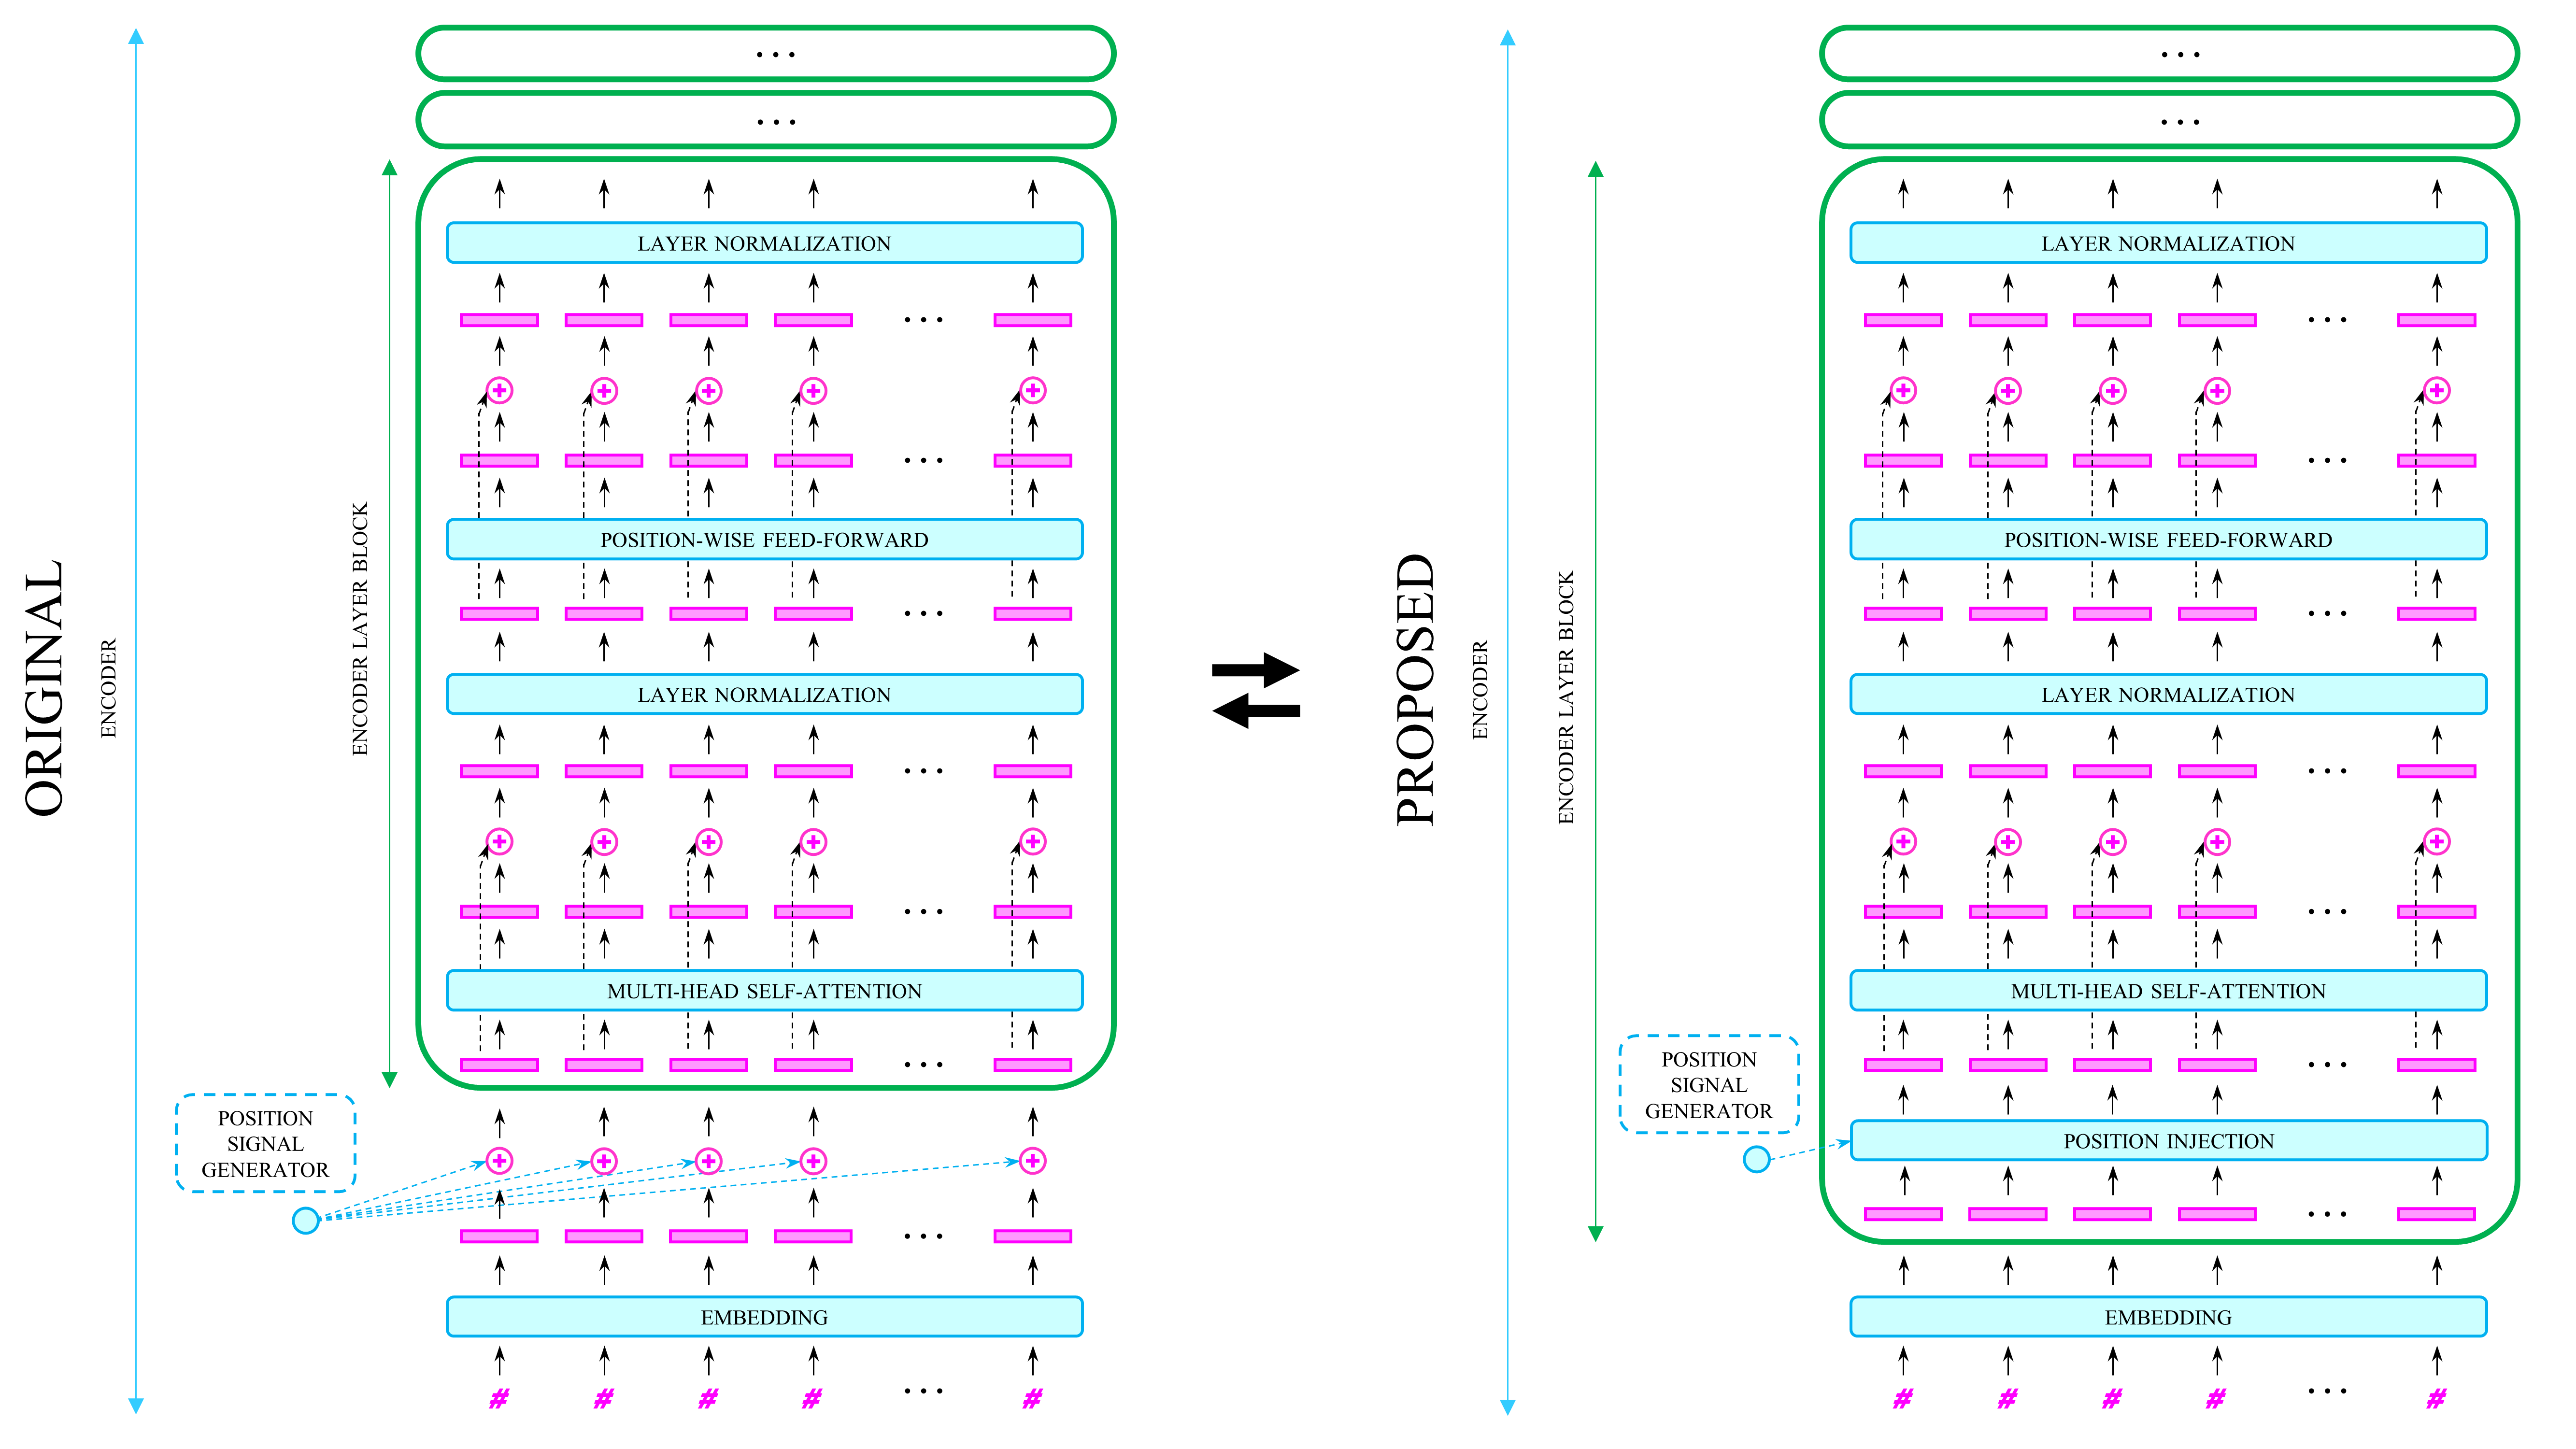 ORIGINAL
ENCODER
ENCODER LAYER BLOCK
...
...
LAYER NORMALIZATION
...
...
POSITION-WISE FEED-FORWARD
...
LAYER NORMALIZATION
...
...
MULTI-HEAD SELF-ATTENTION
...
POSITION
SIGNAL
GENERATOR
...
EMBEDDING
# # # # ... #
PROPOSED
ENCODER
ENCODER LAYER BLOCK
...
...
LAYER NORMALIZATION
...
...
POSITION-WISE FEED-FORWARD
...
LAYER NORMALIZATION
...
...
MULTI-HEAD SELF-ATTENTION
...
POSITION
SIGNAL
GENERATOR
POSITION INJECTION
...
EMBEDDING
# # # # ... #